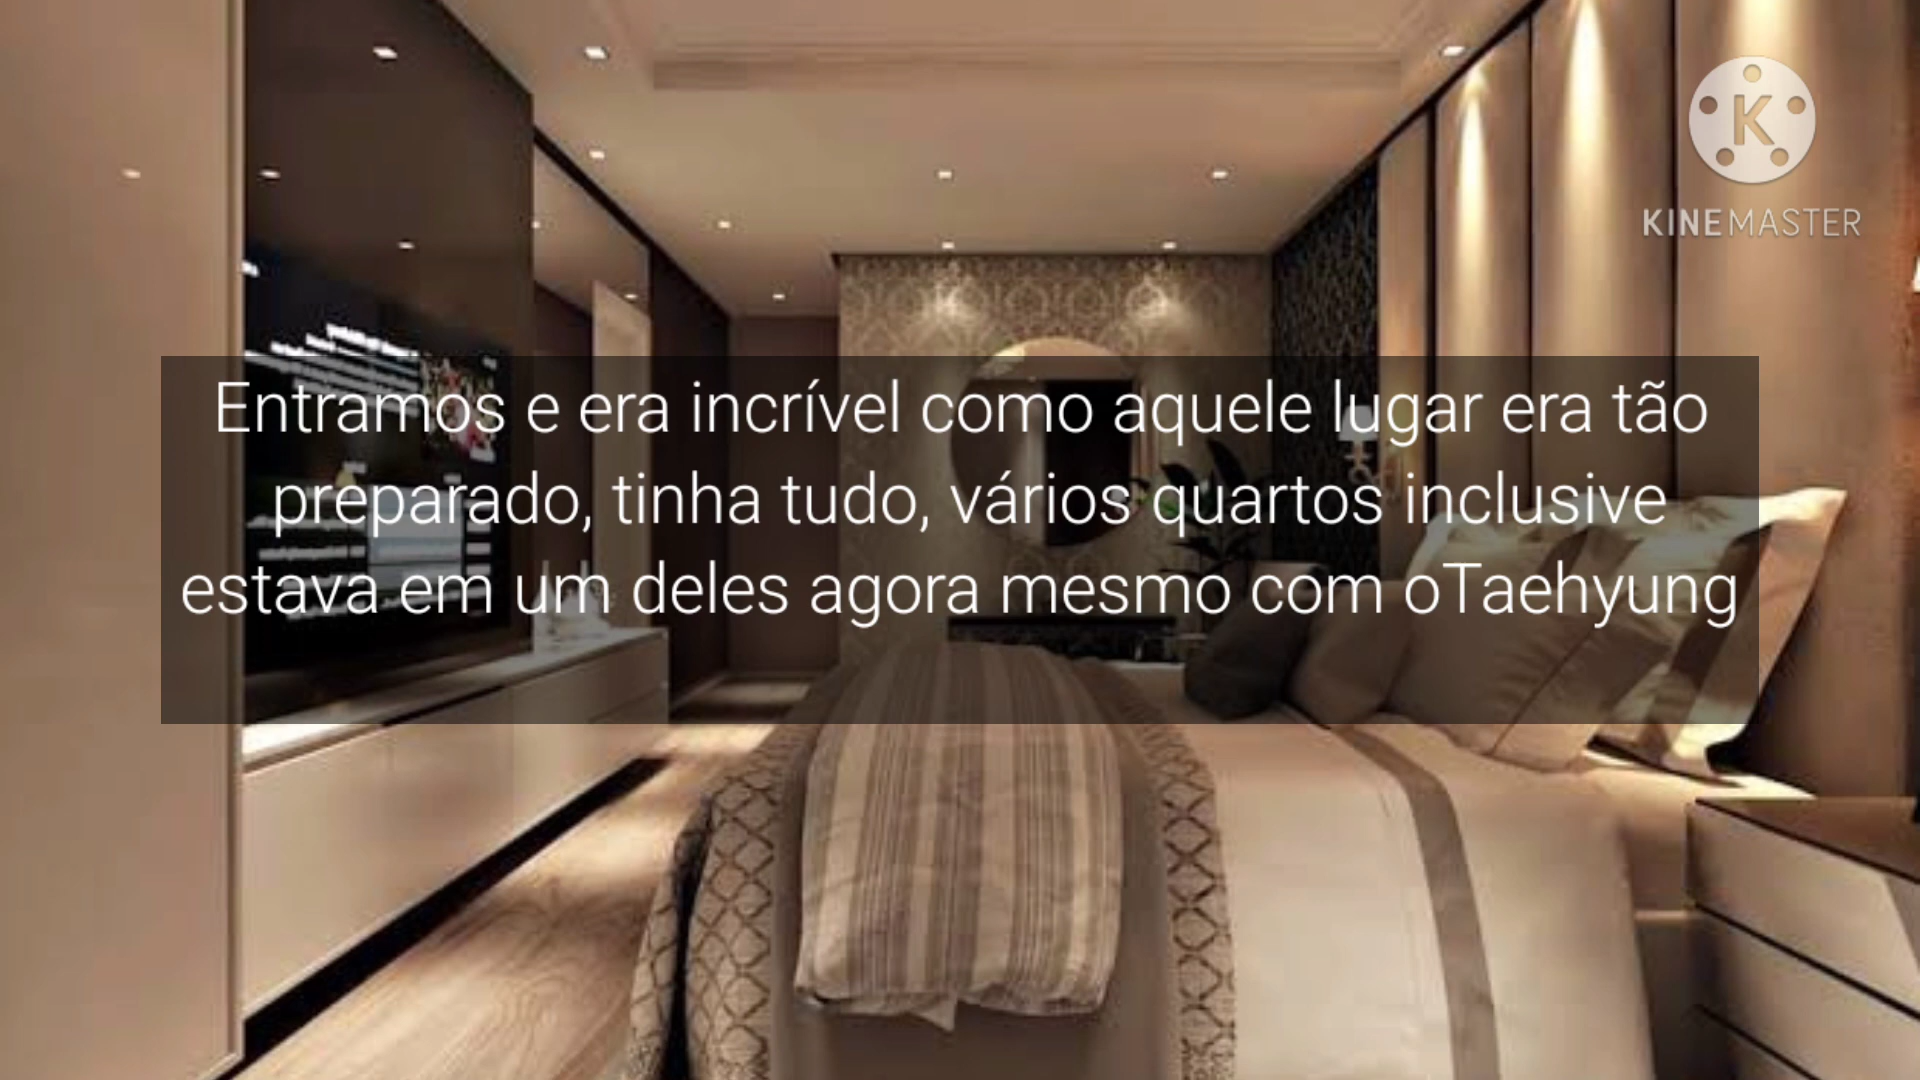 K
KINEMASTER
Entramos e era incrível como aquele lugar era tão
preparado, tinha tudo, vários quartos inclusive
estava em um deles agora mesmo com oTaehyung